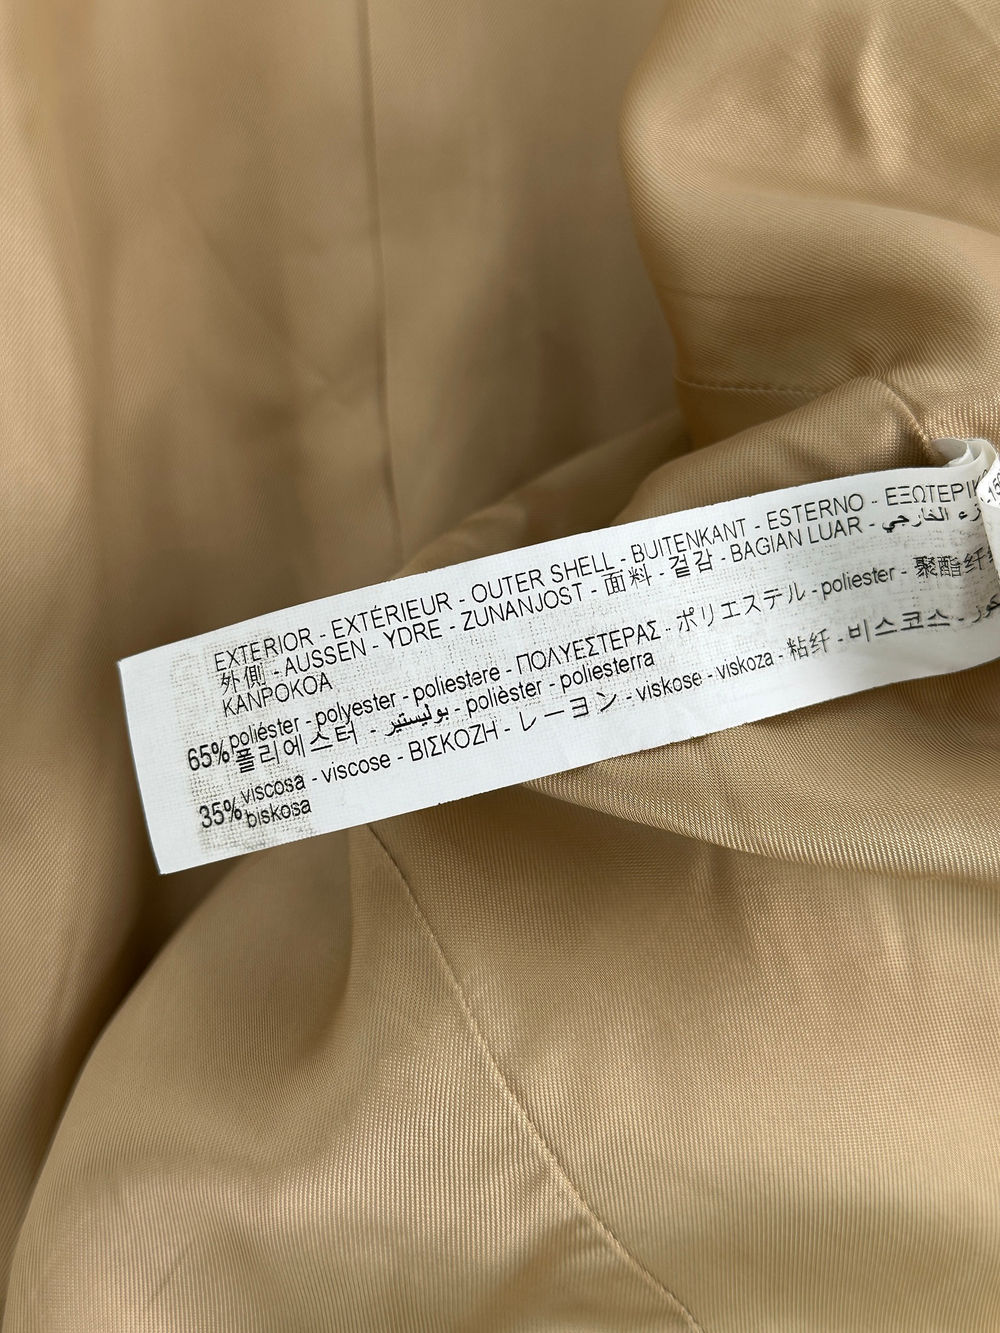 EXTERIOR - EXTÉRIEUR - OUTER SHELL - BUITENKANT - ESTERNO - ΕΞΩΤΕΡΙΚ
外側 - AUSSEN - YDRE - ZUNANJOST - 面料 - 겉감 - BAGIAN LUAR - الخارجي
KANPOKOA
65% poliéster - polyester - poliestere - ΠΟΛΥΕΣΤΕΡΑΣ - ポリエステル - poliester - 聚酯纤
폴리에스터 - بوليستير - polièster - poliesterra
35% viscosa - viscose - ΒΙΣΚΟΖΗ - レーヨン - viskose - viskoza - 粘纤 - 비스코스 -
biskosa